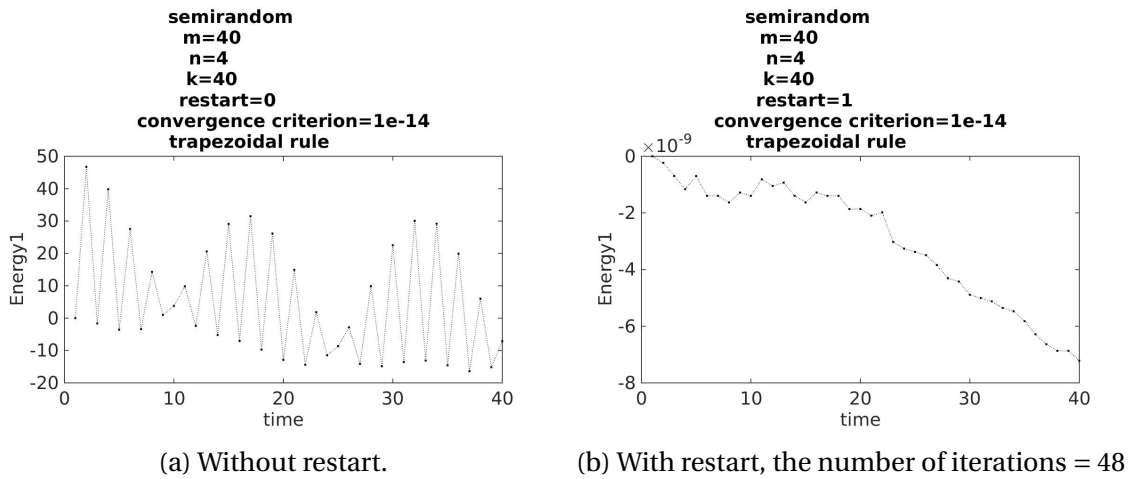 semirandom
m=40
n=4
k=40
restart=0
convergence criterion=1e-14
trapezoidal rule
50
40
30
20
10
0
-10
-20
Energy1
0 10 20 30 40
time
(a) Without restart.
semirandom
m=40
n=4
k=40
restart=1
convergence criterion=1e-14
trapezoidal rule
×10⁻⁹
0
-2
-4
-6
-8
Energy1
0 10 20 30 40
time
(b) With restart, the number of iterations = 48